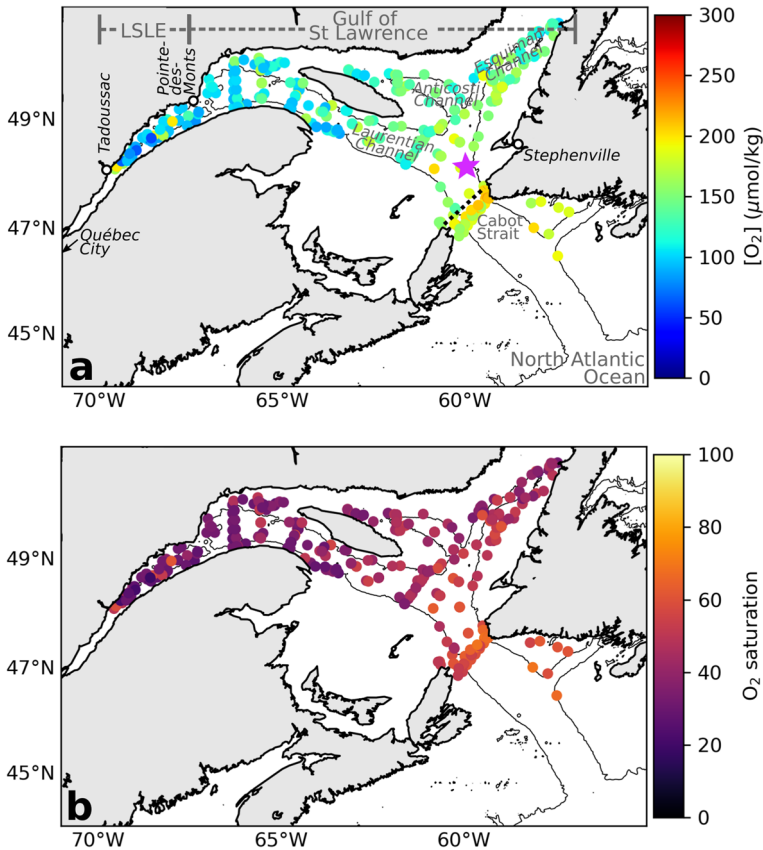 LSLE
Gulf of
St Lawrence
Tadoussac
Pointe-
des-
Monts
Esquiman
Channel
Anticosti
Channel
Laurentian
Channel
Stephenville
Cabot
Strait
Québec
City
North Atlantic
Ocean
a
49°N
47°N
45°N
70°W
65°W
60°W
300
250
200
150
100
50
0
[O₂] (μmol/kg)
49°N
47°N
45°N
b
70°W
65°W
60°W
100
80
60
40
20
0
O₂ saturation